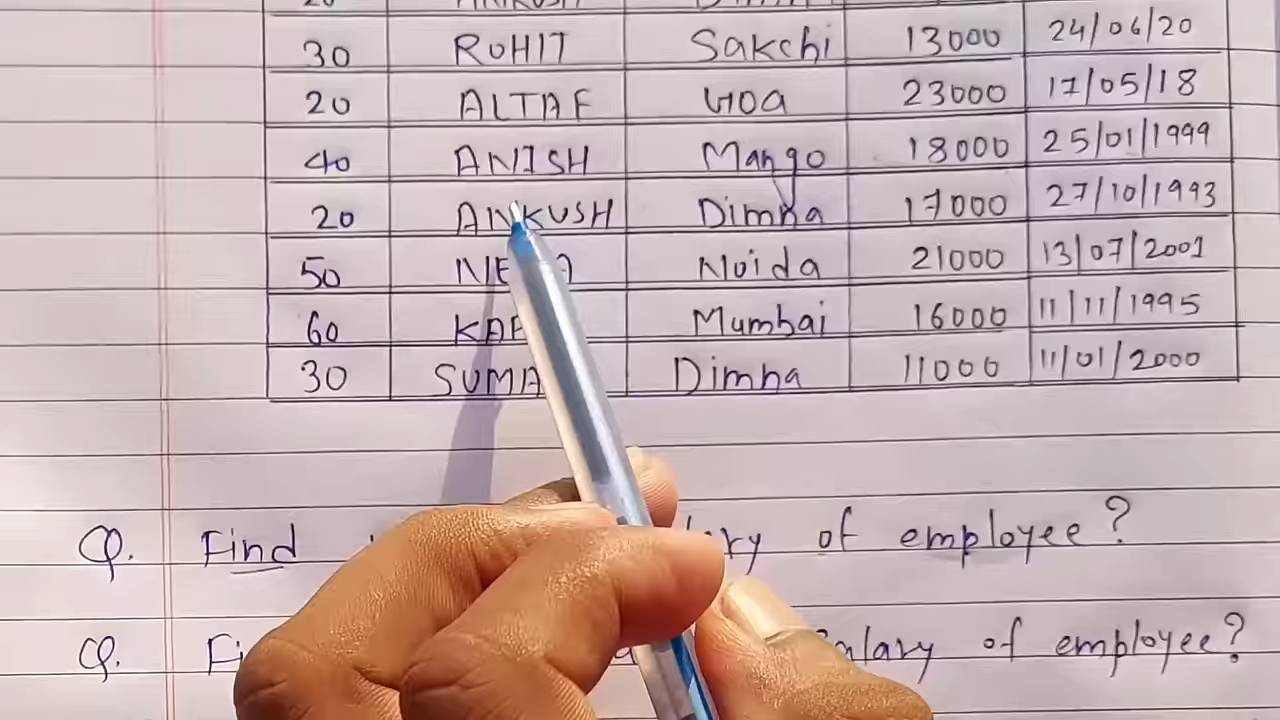 30 ROHIT Sakchi 13000 24/06/20
20 ALTAF GOA 23000 17/05/18
40 ANISH Mango 18000 25/01/1999
20 ANKUSH Dimna 17000 27/10/1993
50 Noida 21000 13/07/2001
60 Mumbai 16000 11/11/1995
30 Dimna 11000 11/01/2000
Q. Find of employee?
Q. of employee?